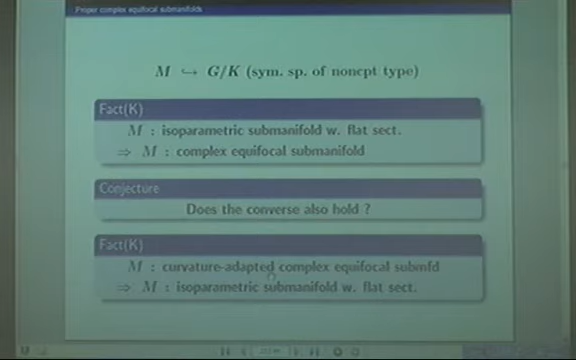 Proper complex equifocal submanifolds
M ↪ G/K (sym. sp. of noncpt type)
Fact(K)
M : isoparametric submanifold w. flat sect.
⇒ M : complex equifocal submanifold
Conjecture
Does the converse also hold ?
Fact(K)
M : curvature-adapted complex equifocal submfd
⇒ M : isoparametric submanifold w. flat sect.